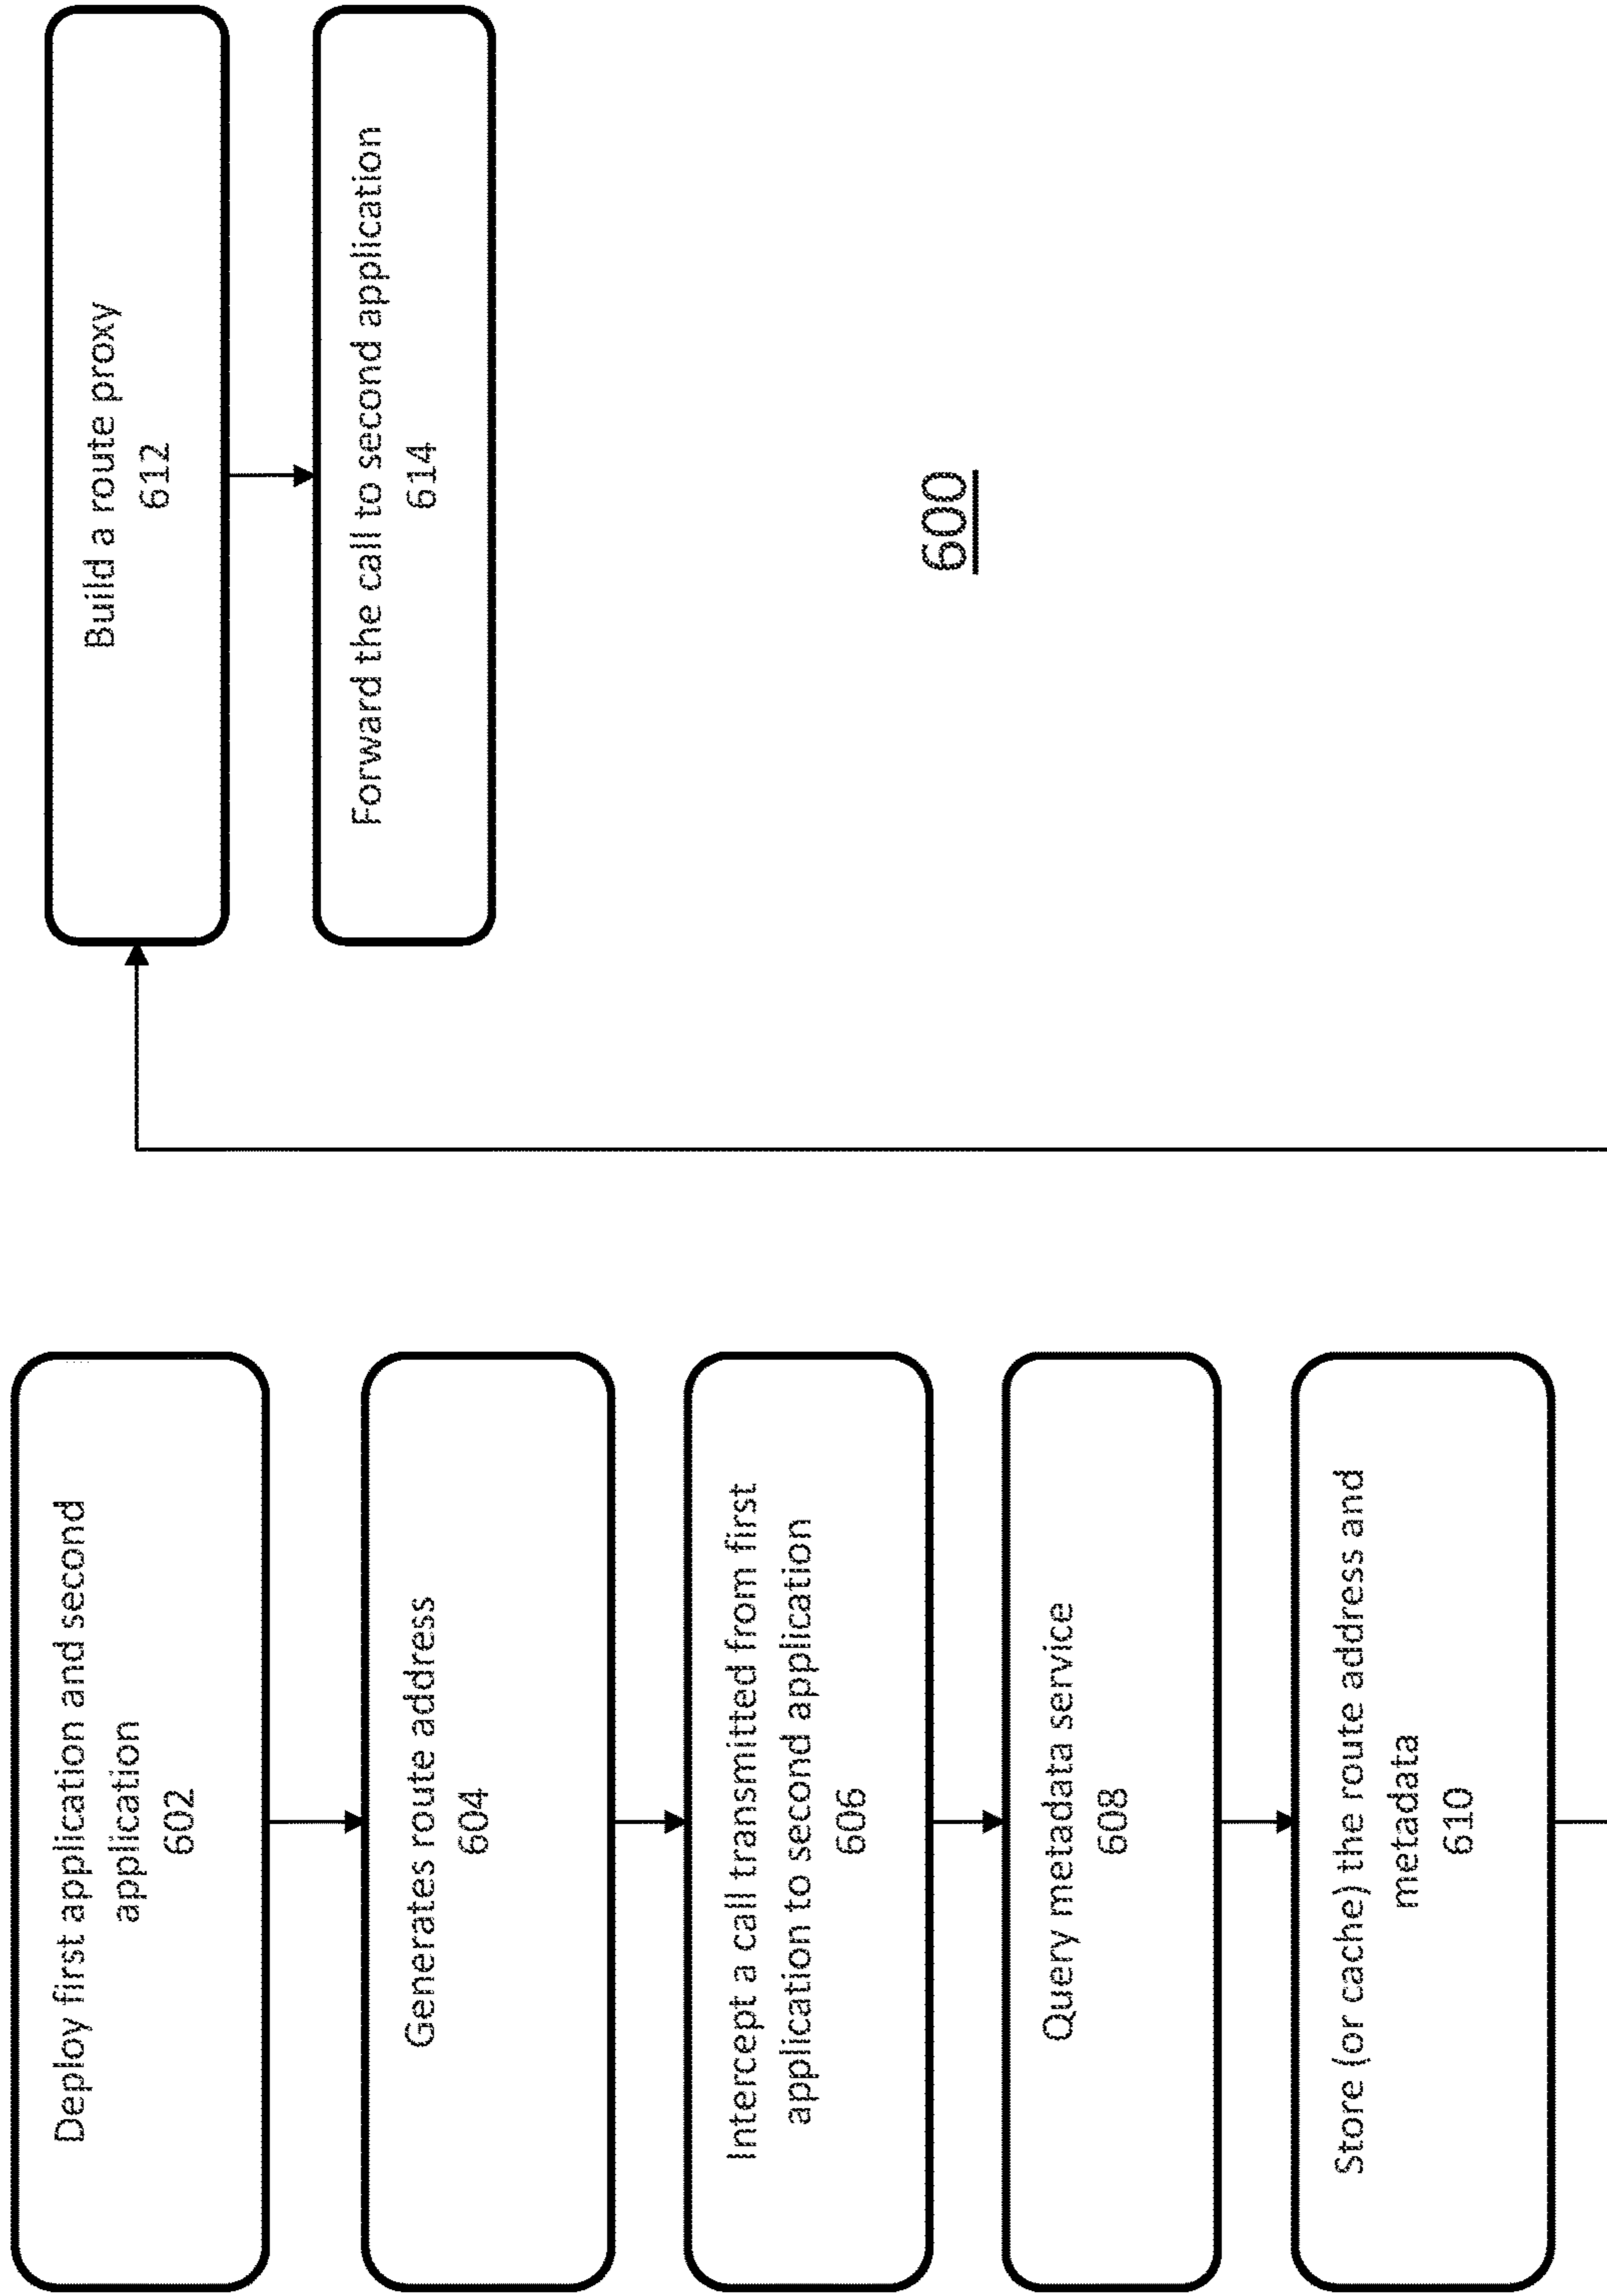 Deploy first application and second
application
602
Generates route address
604
Intercept a call transmitted from first
application to second application
606
Query metadata service
608
Store (or cache) the route address and
metadata
610
Build a route proxy
612
Forward the call to second application
614
600